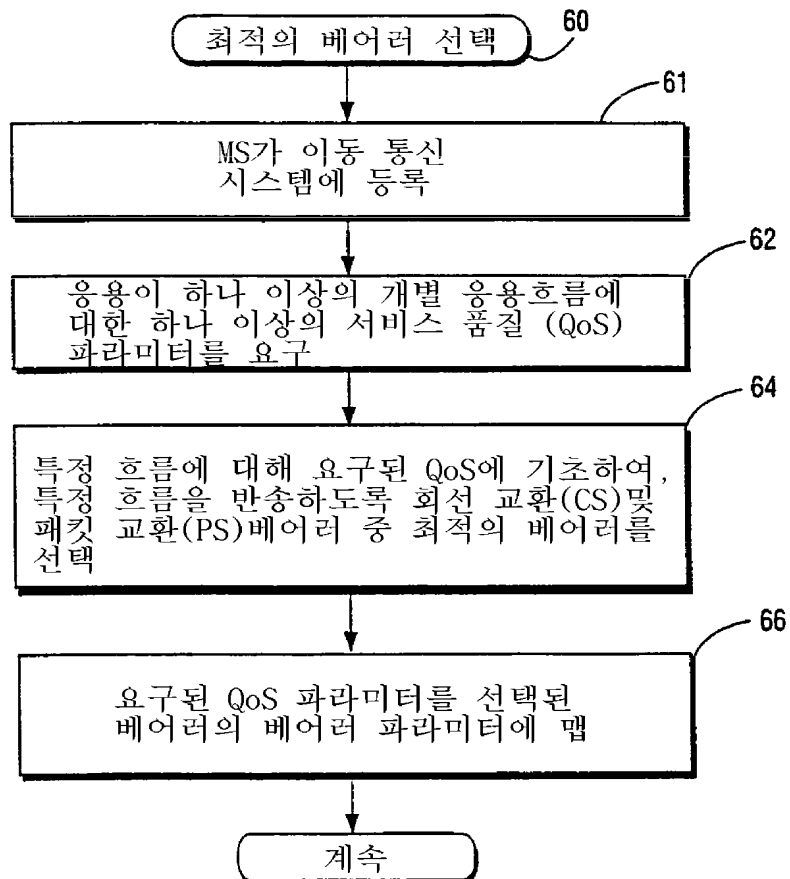 최적의 베어러 선택
60
61
MS가 이동 통신
시스템에 등록
62
응용이 하나 이상의 개별 응용흐름에
대한 하나 이상의 서비스 품질 (QoS)
파라미터를 요구
64
특정 흐름에 대해 요구된 QoS에 기초하여,
특정 흐름을 반송하도록 회선 교환(CS)및
패킷 교환(PS)베어러 중 최적의 베어러를
선택
66
요구된 QoS 파라미터를 선택된
베어러의 베어러 파라미터에 맵
계속